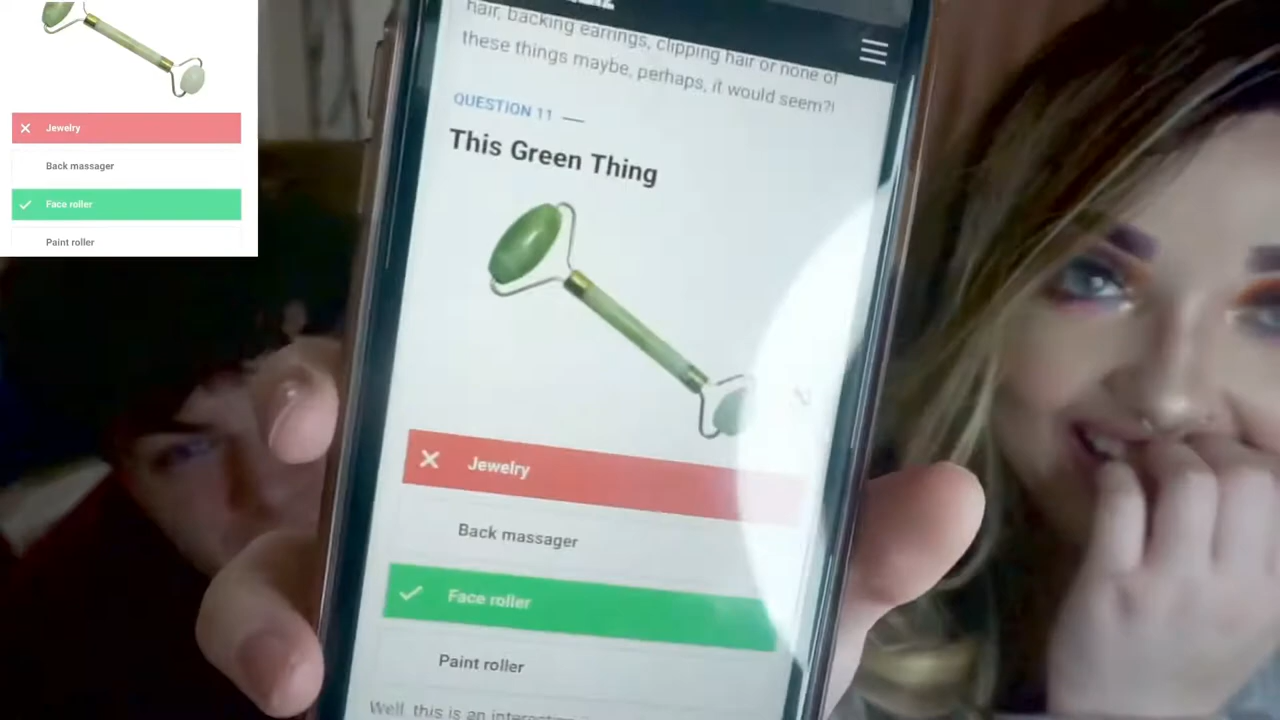 Jewelry
Back massager
Face roller
Paint roller
hair, backing earrings, clipping hair or none of
these things maybe, perhaps, it would seem?!
QUESTION 11
This Green Thing
Jewelry
Back massager
Face roller
Paint roller
Well, this is an